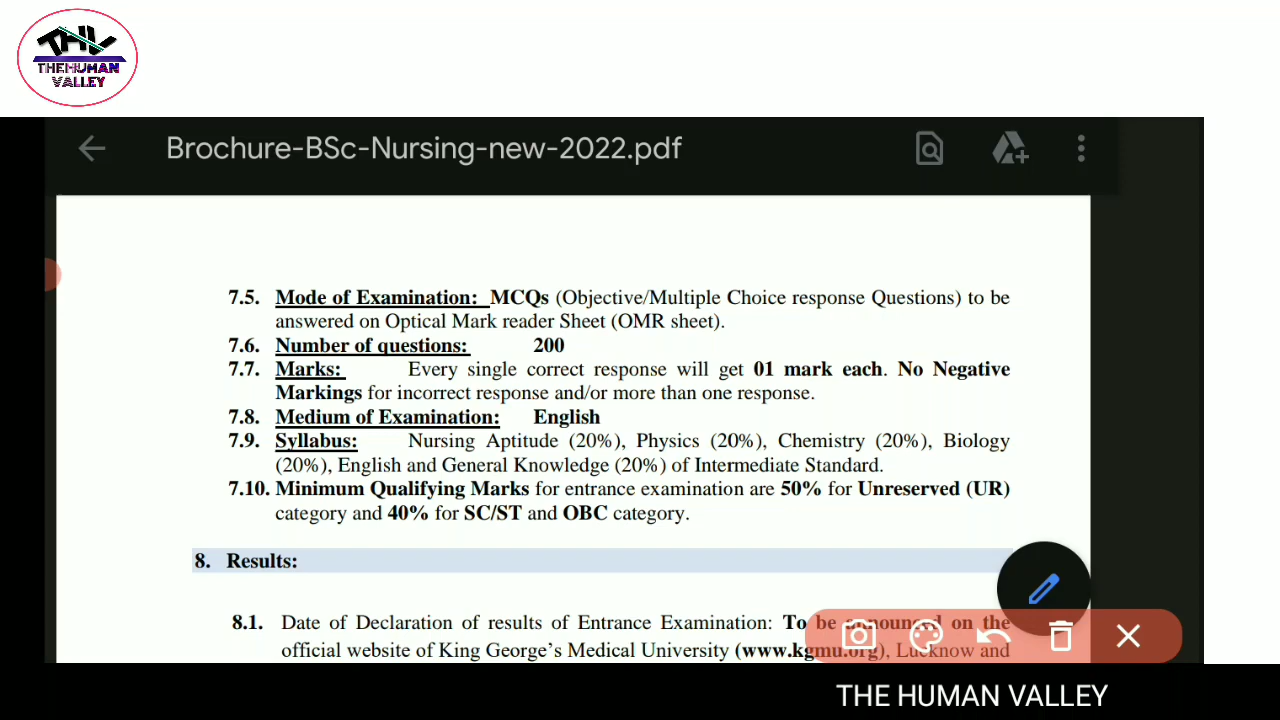 THV
THEHUMAN
VALLEY
Brochure-BSc-Nursing-new-2022.pdf
7.5. Mode of Examination: MCQs (Objective/Multiple Choice response Questions) to be
answered on Optical Mark reader Sheet (OMR sheet).
7.6. Number of questions: 200
7.7. Marks: Every single correct response will get 01 mark each. No Negative
Markings for incorrect response and/or more than one response.
7.8. Medium of Examination: English
7.9. Syllabus: Nursing Aptitude (20%), Physics (20%), Chemistry (20%), Biology
(20%), English and General Knowledge (20%) of Intermediate Standard.
7.10. Minimum Qualifying Marks for entrance examination are 50% for Unreserved (UR)
category and 40% for SC/ST and OBC category.
8. Results:
8.1. Date of Declaration of results of Entrance Examination: To be announced on the
official website of King George's Medical University (www.kgmu.org), Lucknow and
THE HUMAN VALLEY